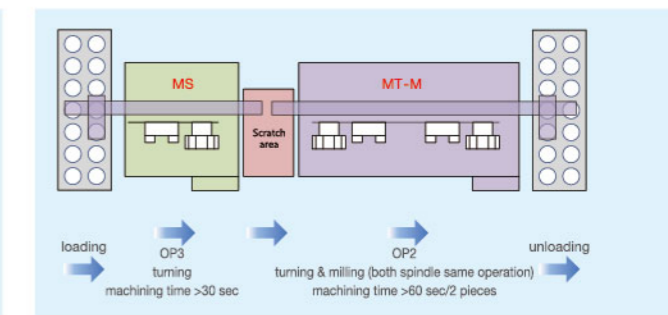 MS
MT-M
Scratch
area
loading
OP3
turning
machining time >30 sec
OP2
turning & milling (both spindle same operation)
machining time >60 sec/2 pieces
unloading